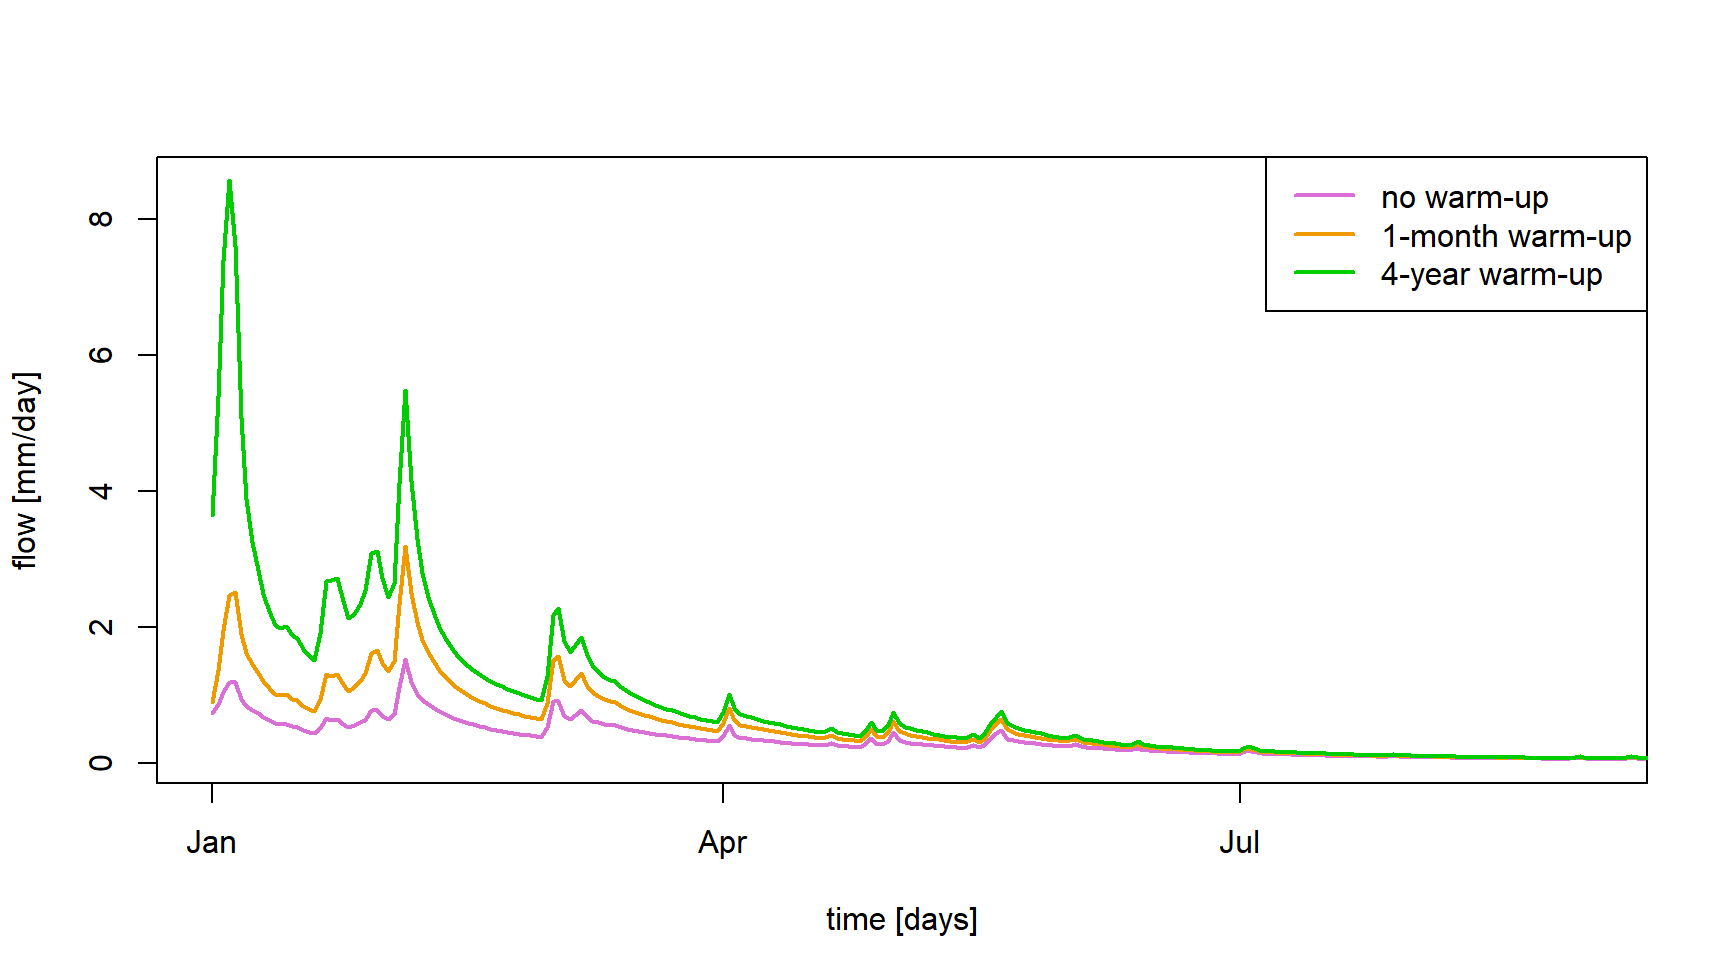 no warm-up
1-month warm-up
4-year warm-up
flow [mm/day]
8
6
4
2
0
Jan
Apr
Jul
time [days]